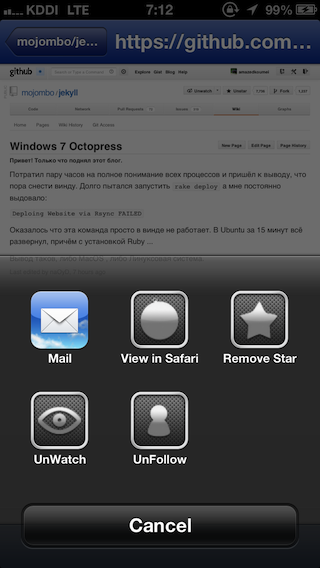 KDDI LTE 7:12 99%
mojombo/je... https://github.com...
github Explore Gist Blog Help
mojombo/jekyll Unwatch Unstar Fork
Code Network Pull Requests Issues Wiki Graphs
Home Pages Wiki History Git Access
Windows 7 Octopress New Page Edit Page Page History
Привет! Только что поднял этот блог.
Потратил пару часов на полное понимание всех процессов и пришёл к выводу, что
пора снести винду. Долго пытался запустить rake deploy а мне постоянно
выдовало:
Deploing Website via Rsync FAILED
Оказалось что эта команда просто в винде не работает. В Ubuntu за 15 минут всё
развернул, причём с установкой Ruby ...
Mail View in Safari Remove Star
UnWatch UnFollow
Cancel